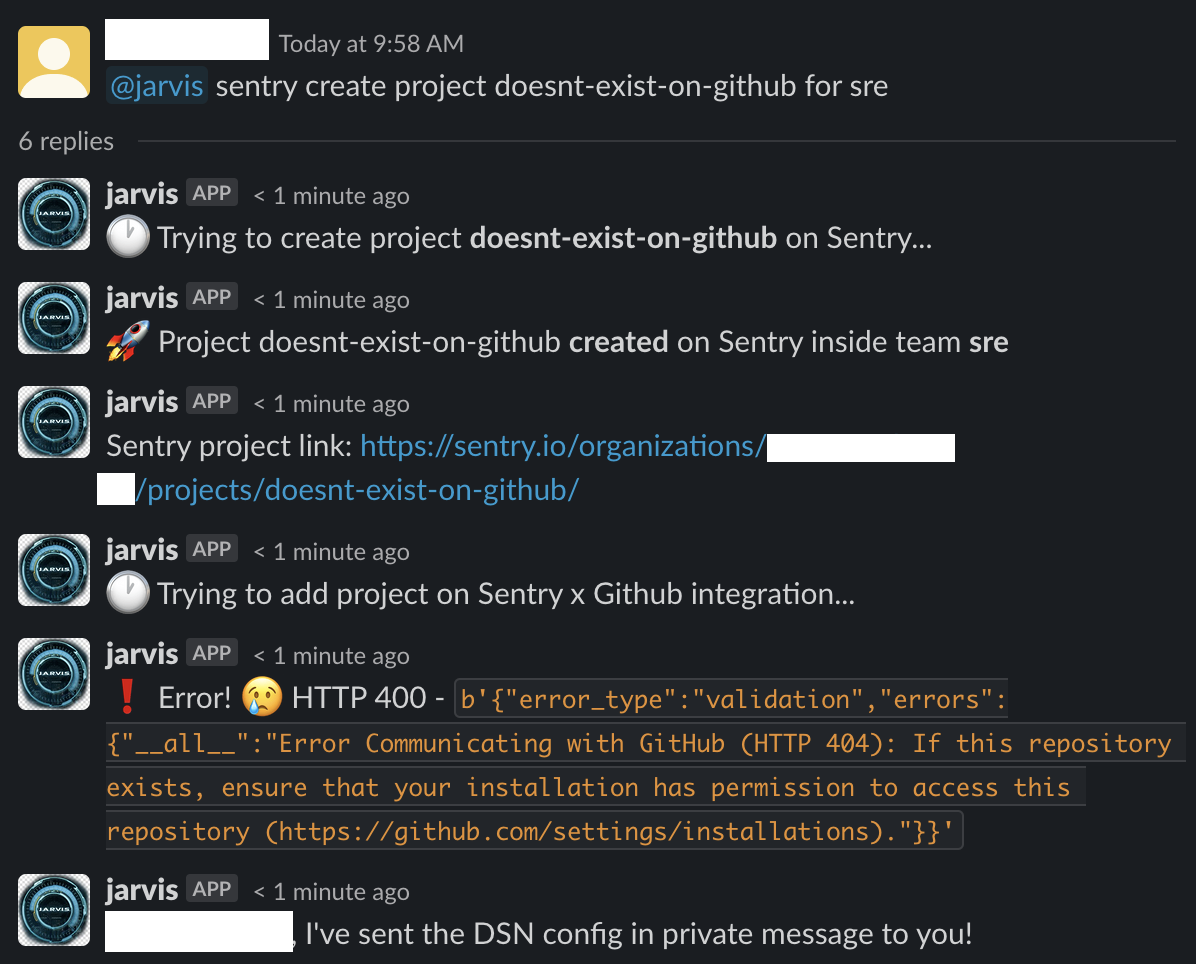 Today at 9:58 AM
@jarvis sentry create project doesnt-exist-on-github for sre
6 replies
jarvis APP < 1 minute ago
Trying to create project doesnt-exist-on-github on Sentry...
jarvis APP < 1 minute ago
Project doesnt-exist-on-github created on Sentry inside team sre
jarvis APP < 1 minute ago
Sentry project link: https://sentry.io/organizations/
/projects/doesnt-exist-on-github/
jarvis APP < 1 minute ago
Trying to add project on Sentry x Github integration...
jarvis APP < 1 minute ago
Error! HTTP 400 - b'{"error_type":"validation","errors":
{"__all__":"Error Communicating with GitHub (HTTP 404): If this repository
exists, ensure that your installation has permission to access this
repository (https://github.com/settings/installations)."}}'
jarvis APP < 1 minute ago
, I've sent the DSN config in private message to you!
JARVIS
JARVIS
JARVIS
JARVIS
JARVIS
JARVIS